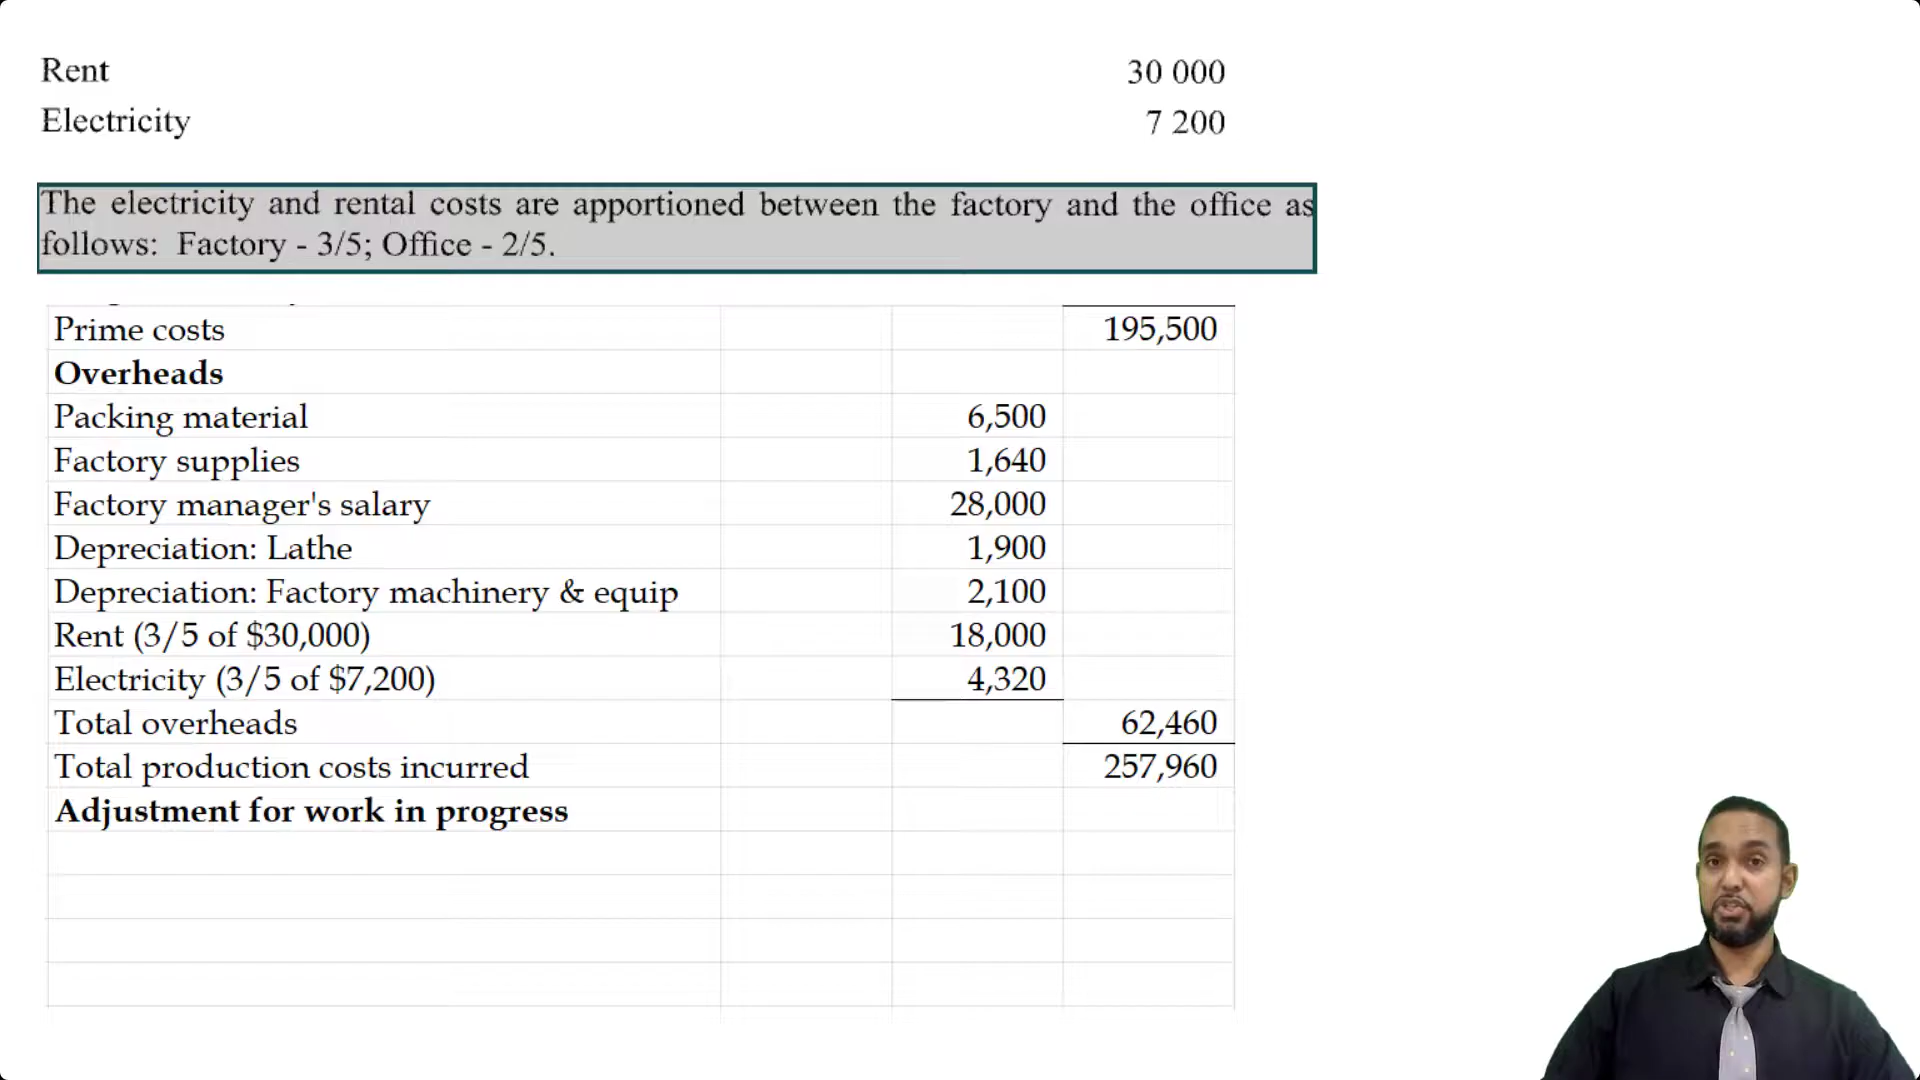 Rent 30 000
Electricity 7 200
The electricity and rental costs are apportioned between the factory and the office as
follows: Factory - 3/5; Office - 2/5.
Prime costs 195,500
Overheads
Packing material 6,500
Factory supplies 1,640
Factory manager's salary 28,000
Depreciation: Lathe 1,900
Depreciation: Factory machinery & equip 2,100
Rent (3/5 of $30,000) 18,000
Electricity (3/5 of $7,200) 4,320
Total overheads 62,460
Total production costs incurred 257,960
Adjustment for work in progress